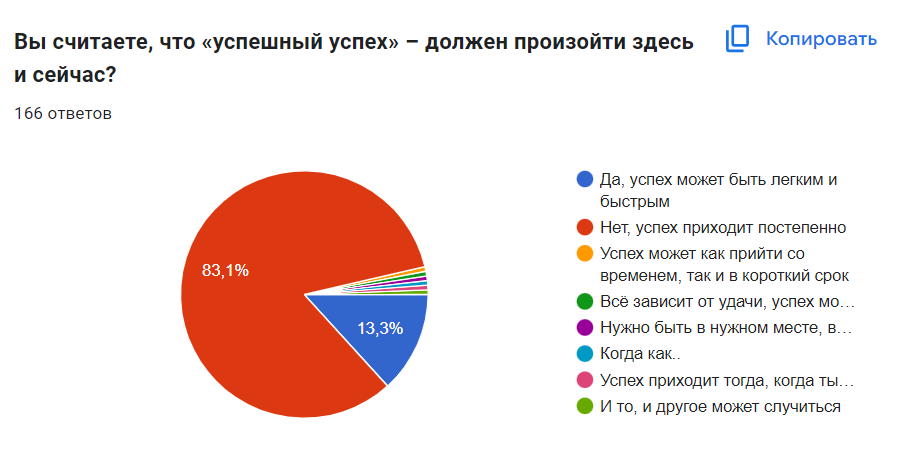 Вы считаете, что «успешный успех» – должен произойти здесь
и сейчас?
Копировать
166 ответов
83,1%
13,3%
Да, успех может быть легким и
быстрым
Нет, успех приходит постепенно
Успех может как прийти со
временем, так и в короткий срок
Всё зависит от удачи, успех мо…
Нужно быть в нужном месте, в…
Когда как..
Успех приходит тогда, когда ты…
И то, и другое может случиться